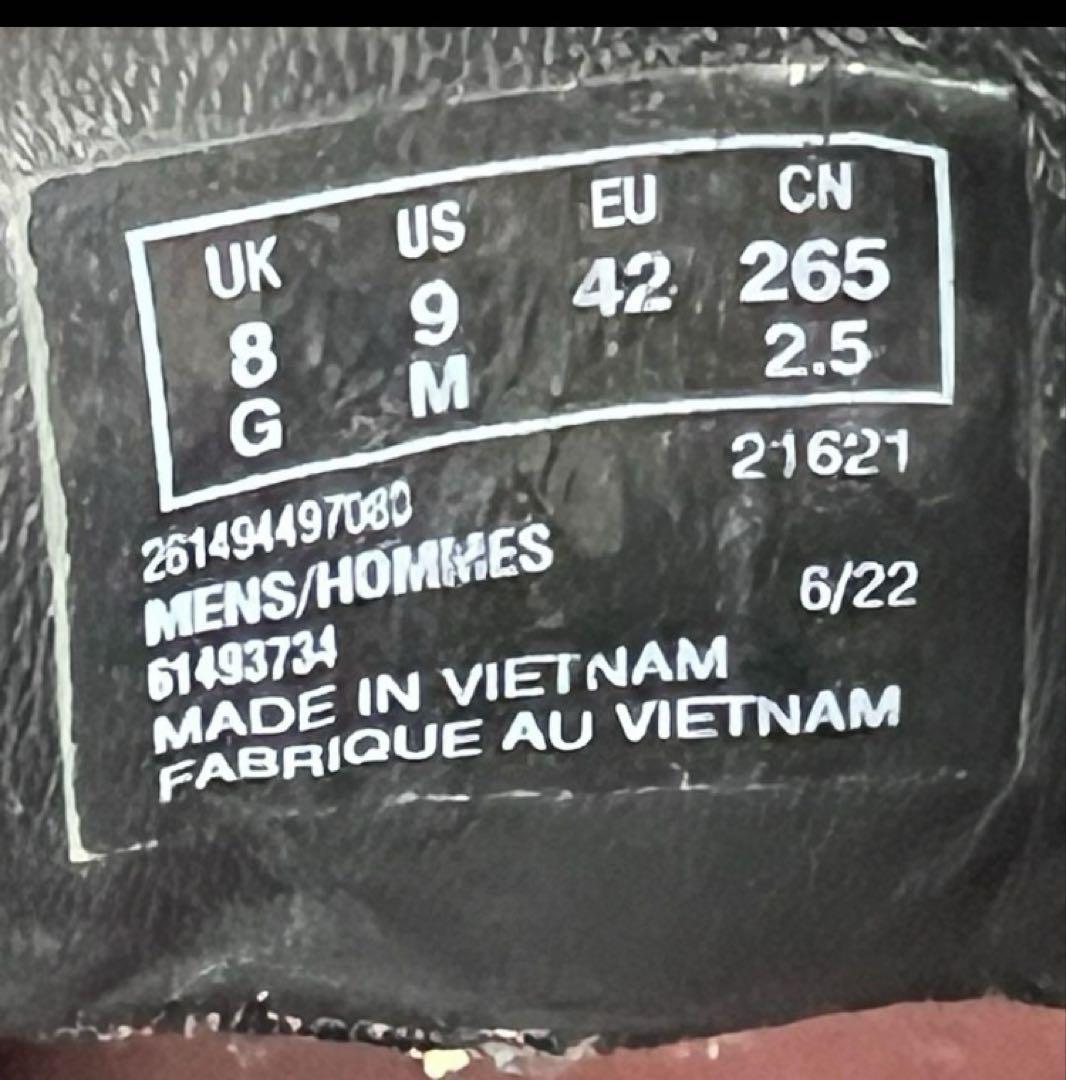 UK US EU CN
8 9 42 265
G M 2.5
21621
261494497080
MENS/HOMMES
6/22
61493734
MADE IN VIETNAM
FABRIQUE AU VIETNAM